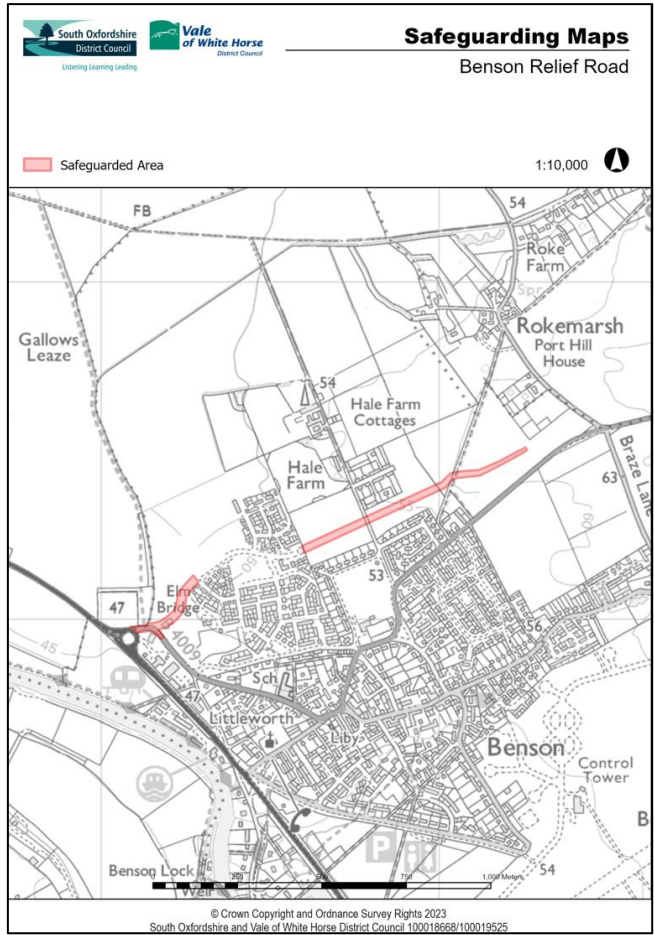 South Oxfordshire
District Council
Listening Learning Leading
Vale
of White Horse
District Council
Safeguarding Maps
Benson Relief Road
Safeguarded Area
1:10,000
54
FB
Roke
Farm
Spr
Gallows
Leaze
Rokemarsh
Port Hill
House
54
Hale Farm
Cottages
Braze Lane
63
Hale
Farm
60
50
53
Elm
Bridge
47
4009
45
56
Sch
47
Littleworth
Liby
Benson
Control
Tower
B
P
54
Benson Lock
Weir
250
750
1,000 Meters
© Crown Copyright and Ordnance Survey Rights 2023
South Oxfordshire and Vale of White Horse District Council 100018668/100019525